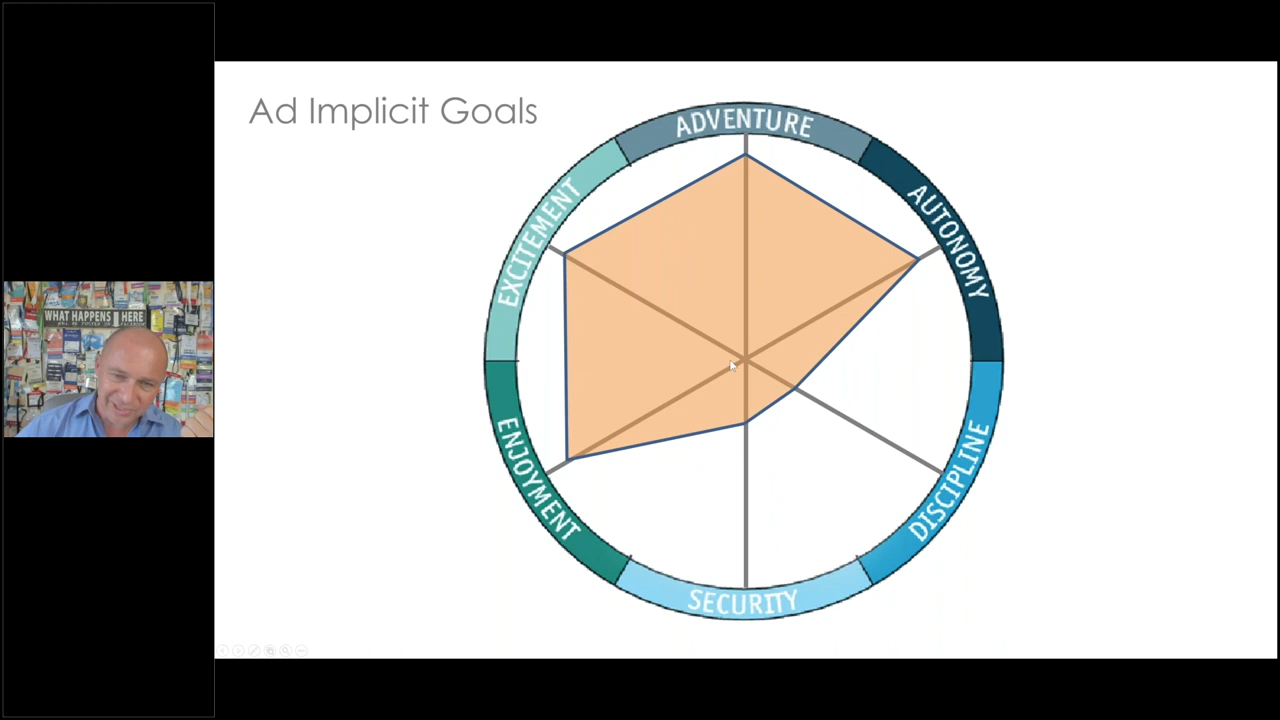 Ad Implicit Goals
ADVENTURE
AUTONOMY
EXCITEMENT
ENJOYMENT
DISCIPLINE
SECURITY
WHAT HAPPENS HERE